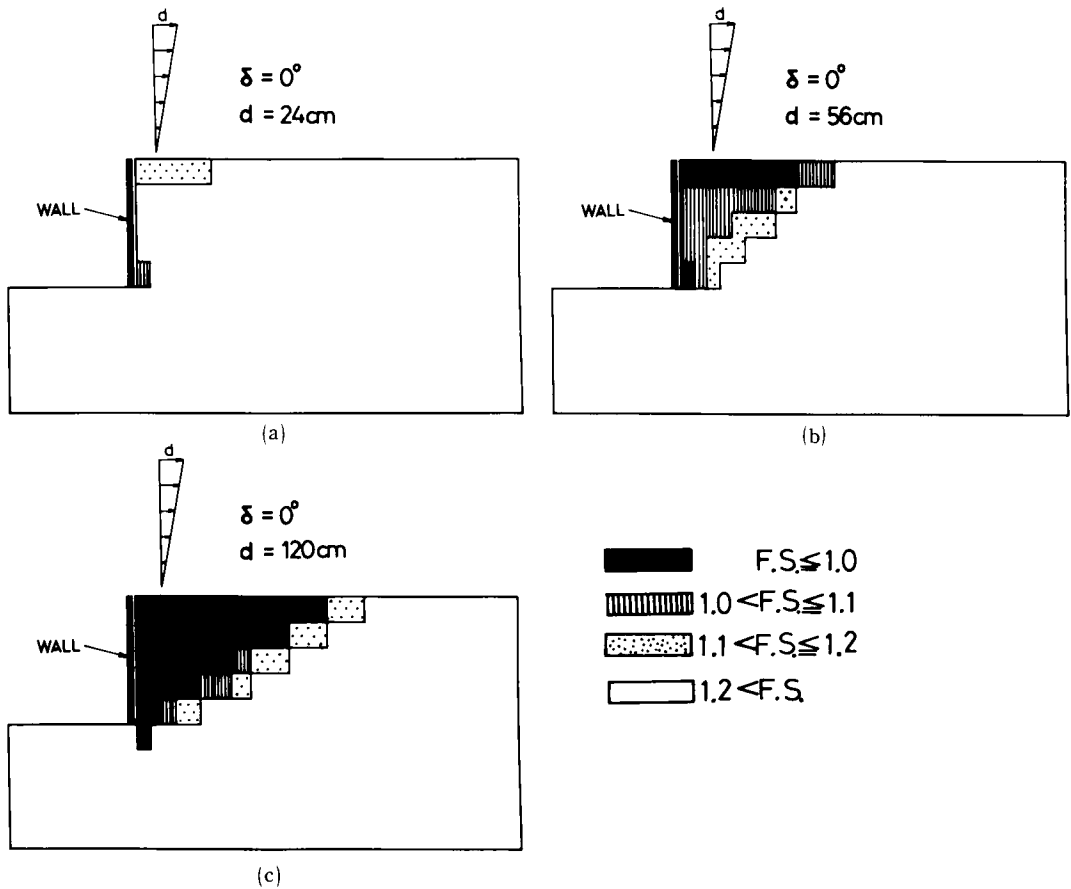 d
δ = 0°
d = 24cm
WALL
(a)
d
δ = 0°
d = 56cm
WALL
(b)
d
δ = 0°
d = 120cm
WALL
(c)
F.S.≦1.0
1.0<F.S.≦1.1
1.1<F.S.≦1.2
1.2<F.S.